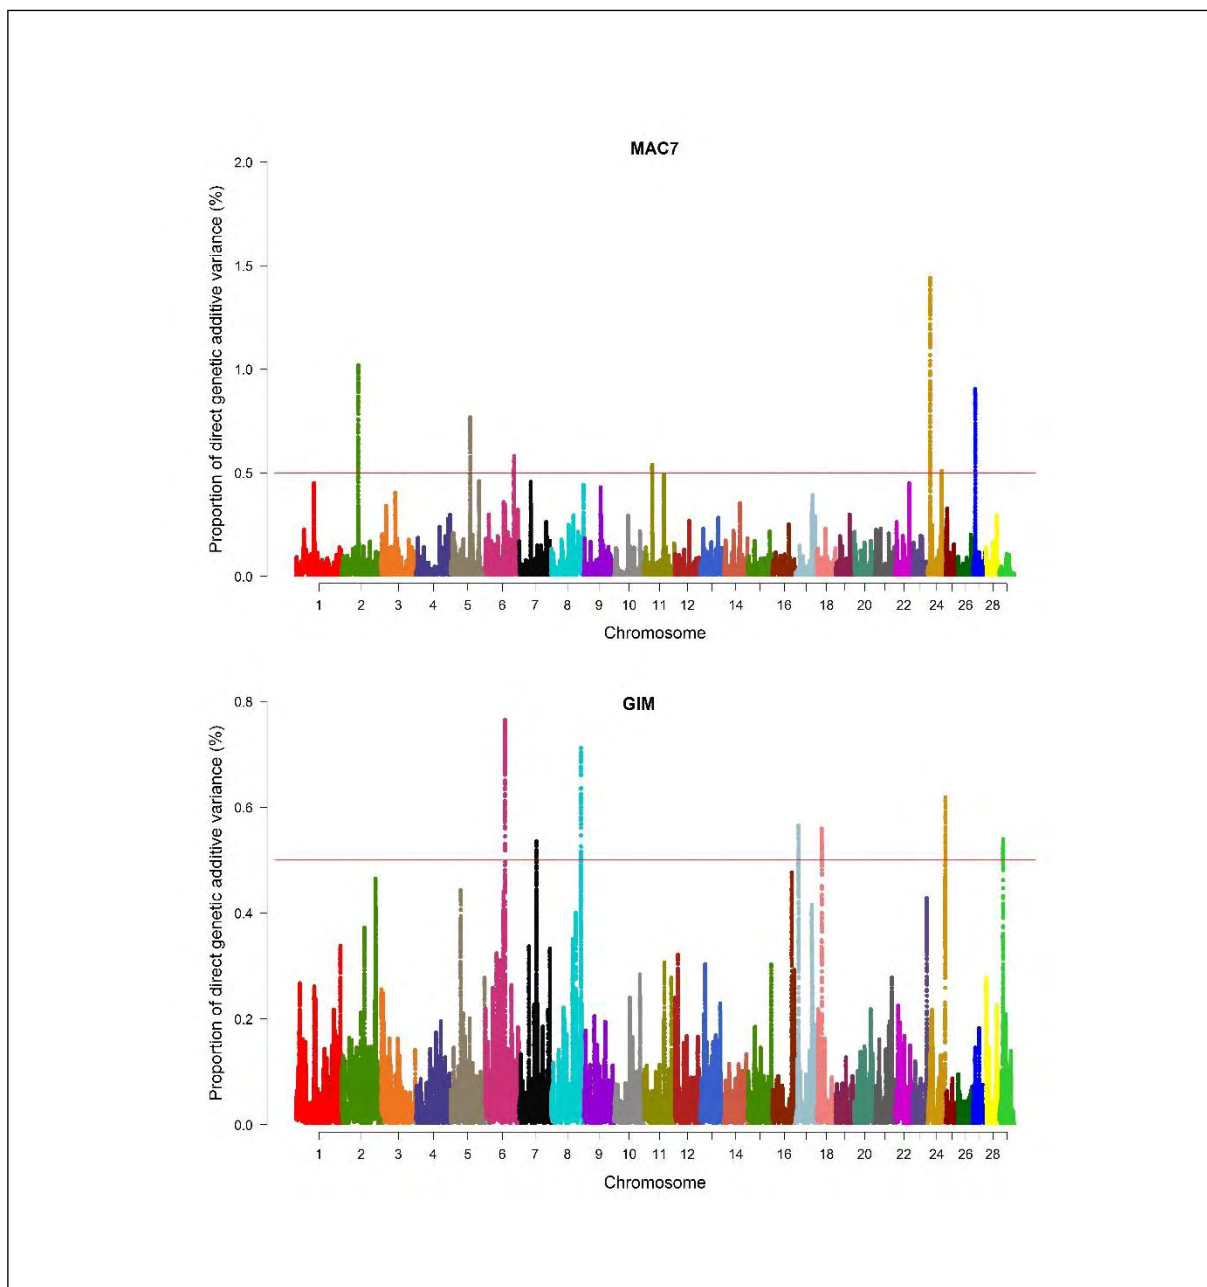 MAC7
Proportion of direct genetic additive variance (%)
2.0
1.5
1.0
0.5
0.0
1 2 3 4 5 6 7 8 9 10 11 12 14 16 18 20 22 24 26 28
Chromosome
GIM
Proportion of direct genetic additive variance (%)
0.8
0.6
0.4
0.2
0.0
1 2 3 4 5 6 7 8 9 10 11 12 14 16 18 20 22 24 26 28
Chromosome